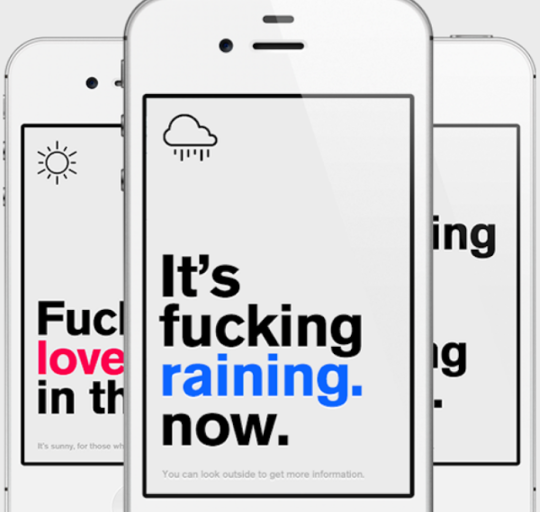 It's
fucking
raining.
now.
You can look outside to get more information.
love
in th
It's sunny, for those wh
ing